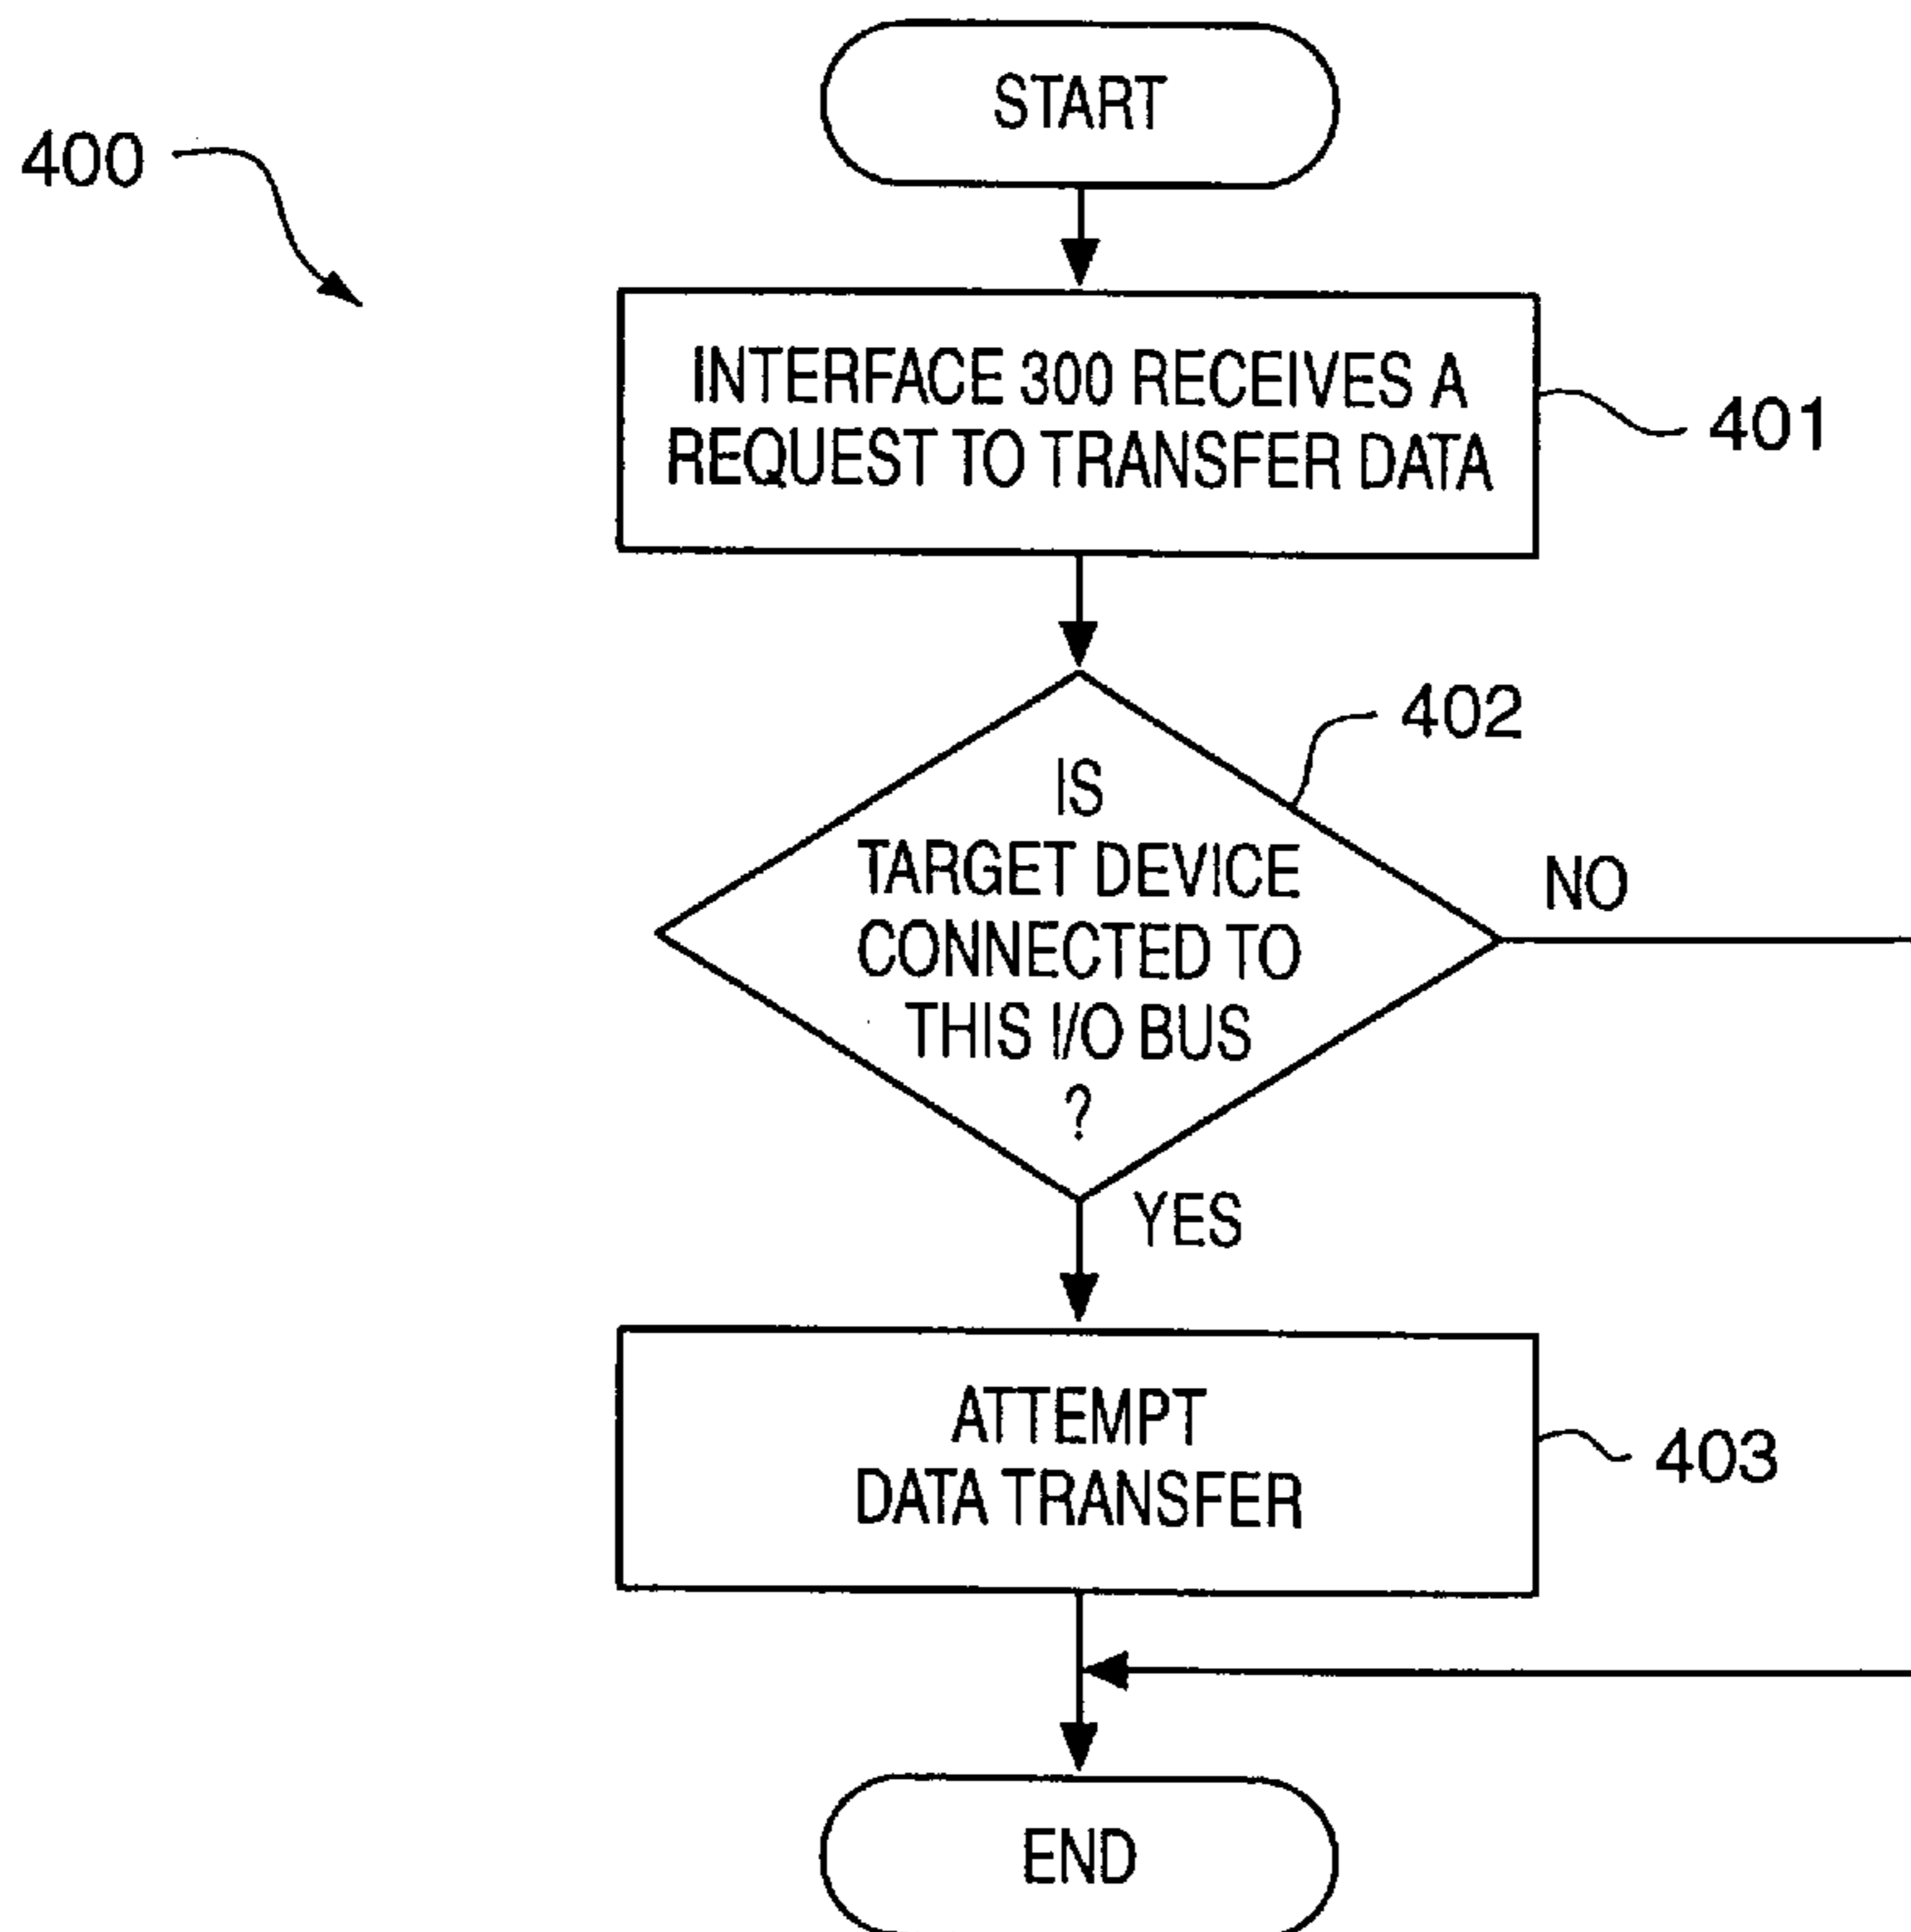 START
400
INTERFACE 300 RECEIVES A
REQUEST TO TRANSFER DATA
401
402
IS
TARGET DEVICE
CONNECTED TO
THIS I/O BUS
?
NO
YES
ATTEMPT
DATA TRANSFER
403
END